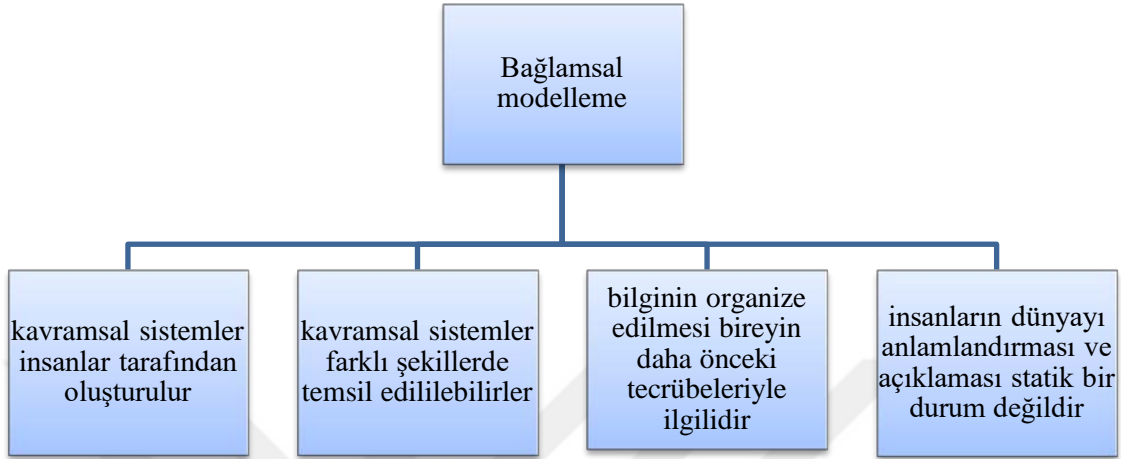 Bağlamsal
modelleme
kavramsal sistemler
insanlar tarafından
oluşturulur
kavramsal sistemler
farklı şekillerde
temsil edililebilirler
bilginin organize
edilmesi bireyin
daha önceki
tecrübeleriyle
ilgilidir
insanların dünyayı
anlamlandırması ve
açıklaması statik bir
durum değildir